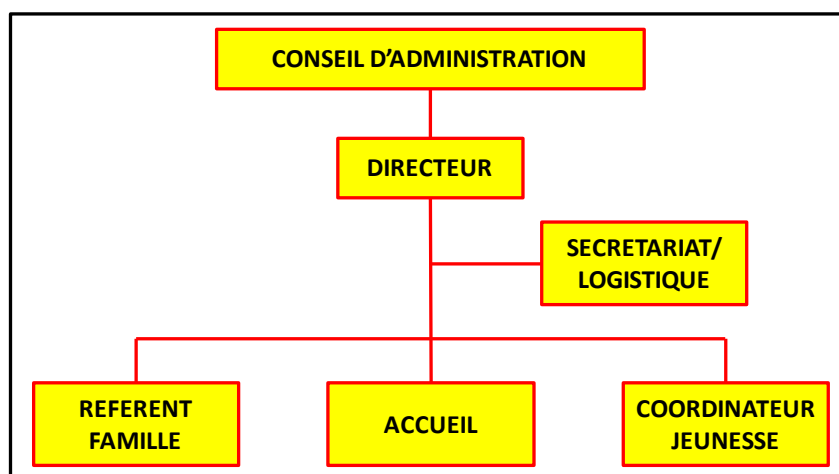 CONSEIL D'ADMINISTRATION
DIRECTEUR
SECRETARIAT/
LOGISTIQUE
REFERENT
FAMILLE
ACCUEIL
COORDINATEUR
JEUNESSE